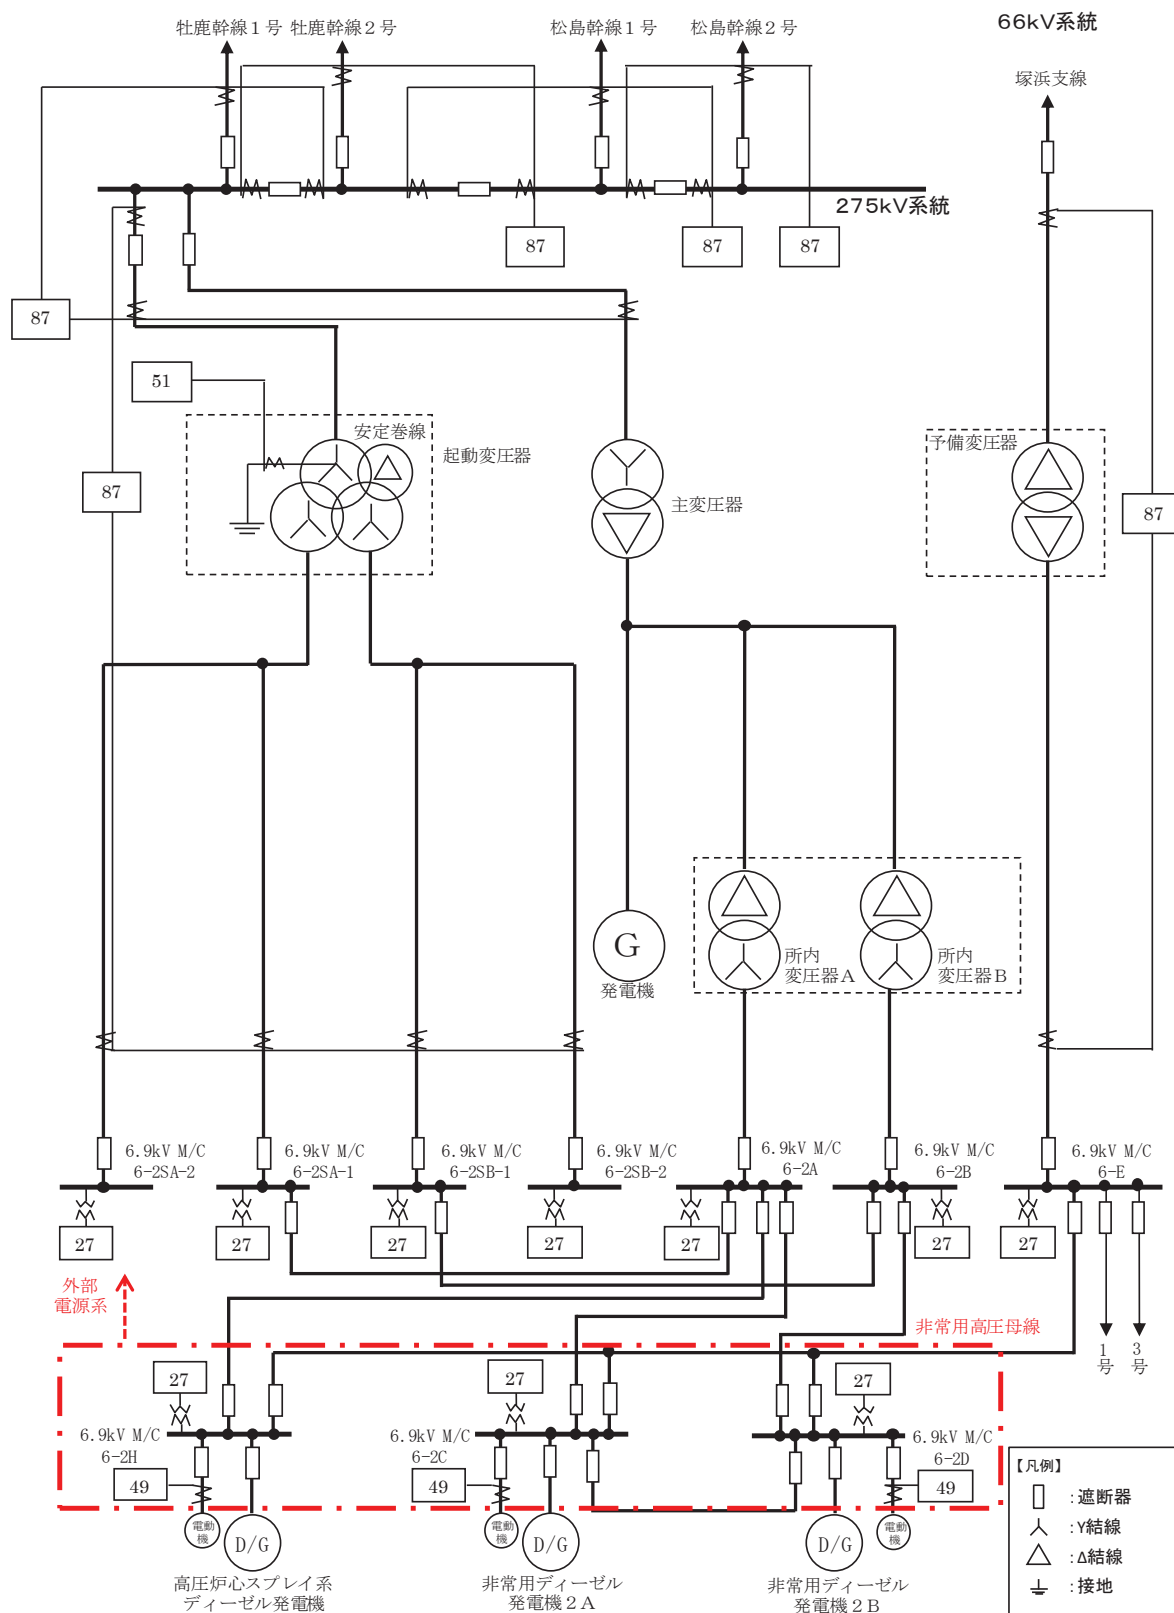 牡鹿幹線1号
牡鹿幹線2号
松島幹線1号
松島幹線2号
66kV系統
塚浜支線
275kV系統
87
87
87
87
51
安定巻線
起動変圧器
主変圧器
予備変圧器
87
87
G
発電機
所内
変圧器A
所内
変圧器B
6.9kV M/C
6-2SA-2
6.9kV M/C
6-2SA-1
6.9kV M/C
6-2SB-1
6.9kV M/C
6-2SB-2
6.9kV M/C
6-2A
6.9kV M/C
6-2B
6.9kV M/C
6-E
27
27
27
27
27
27
27
外部
電源系
非常用高圧母線
1
号
3
号
27
27
27
6.9kV M/C
6-2H
6.9kV M/C
6-2C
6.9kV M/C
6-2D
49
49
49
電動
機
D/G
電動
機
D/G
D/G
電動
機
高圧炉心スプレイ系
ディーゼル発電機
非常用ディーゼル
発電機2A
非常用ディーゼル
発電機2B
【凡例】
:遮断器
:Y結線
:Δ結線
:接地